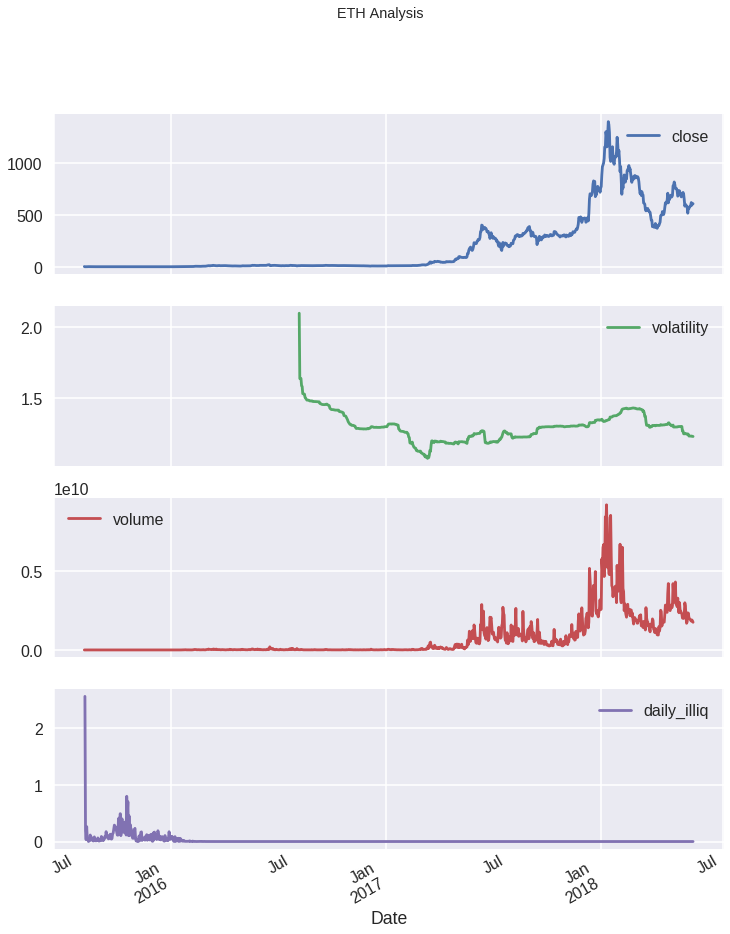 ETH Analysis
close
1000
500
0
volatility
2.0
1.5
1e10
volume
0.5
0.0
daily_illiq
2
1
0
Jul
Jan
2016
Jul
Jan
2017
Jul
Jan
2018
Jul
Date